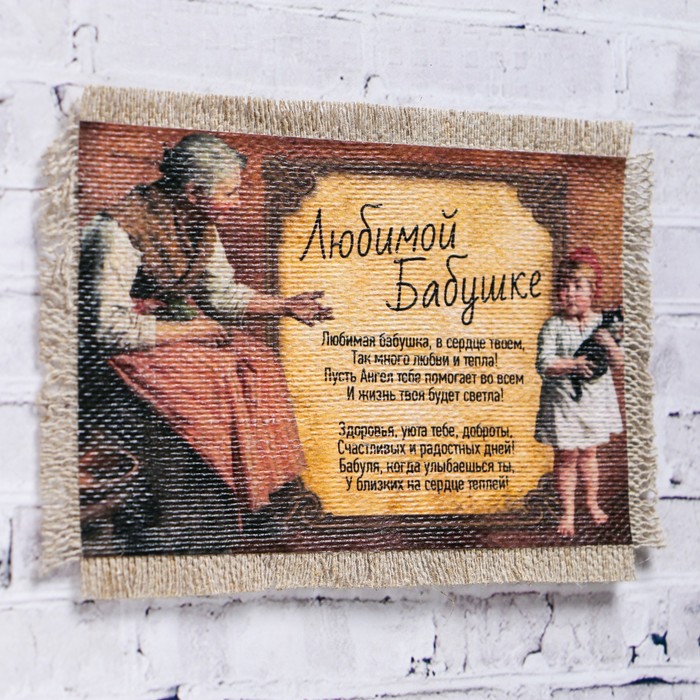 Любимой
Бабушке
Любимая бабушка, в сердце твоем,
Так много любви и тепла!
Пусть Ангел тебе помогает во всем
И жизнь твоя будет светла!
Здоровья, уюта тебе, доброты,
Счастливых и радостных дней!
Бабуля, когда улыбаешься ты,
У близких на сердце теплей!